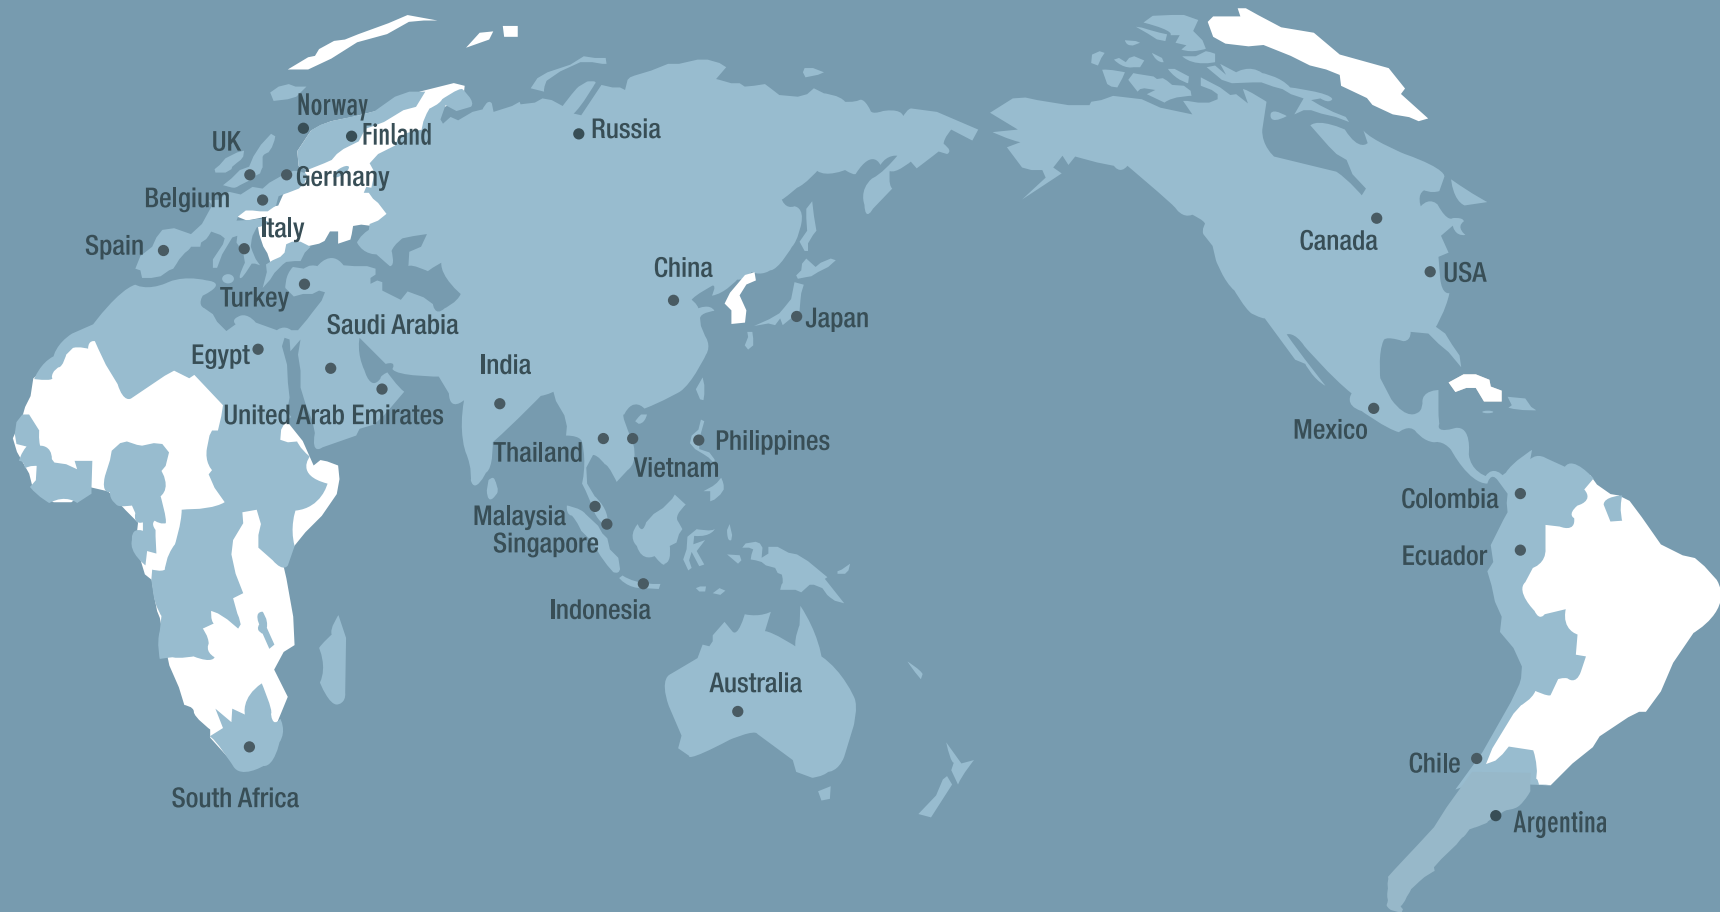 Norway
Finland
Russia
UK
Germany
Belgium
Italy
Spain
Canada
China
USA
Turkey
Saudi Arabia
Japan
Egypt
India
United Arab Emirates
Mexico
Philippines
Thailand
Vietnam
Colombia
Malaysia
Singapore
Ecuador
Indonesia
Australia
Chile
South Africa
Argentina